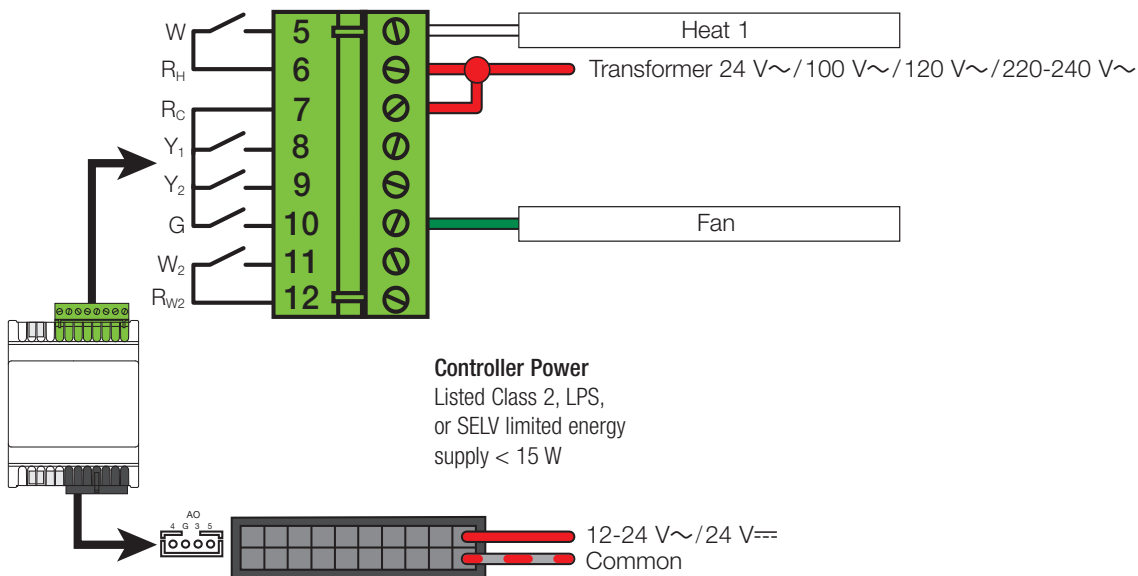 W 5 Heat 1
RH 6 Transformer 24 V～/100 V～/120 V～/220-240 V～
RC 7
Y1 8
Y2 9
G 10 Fan
W2 11
RW2 12
Controller Power
Listed Class 2, LPS,
or SELV limited energy
supply < 15 W
AO
4 G 3 5
12-24 V～/24 V⎓
Common